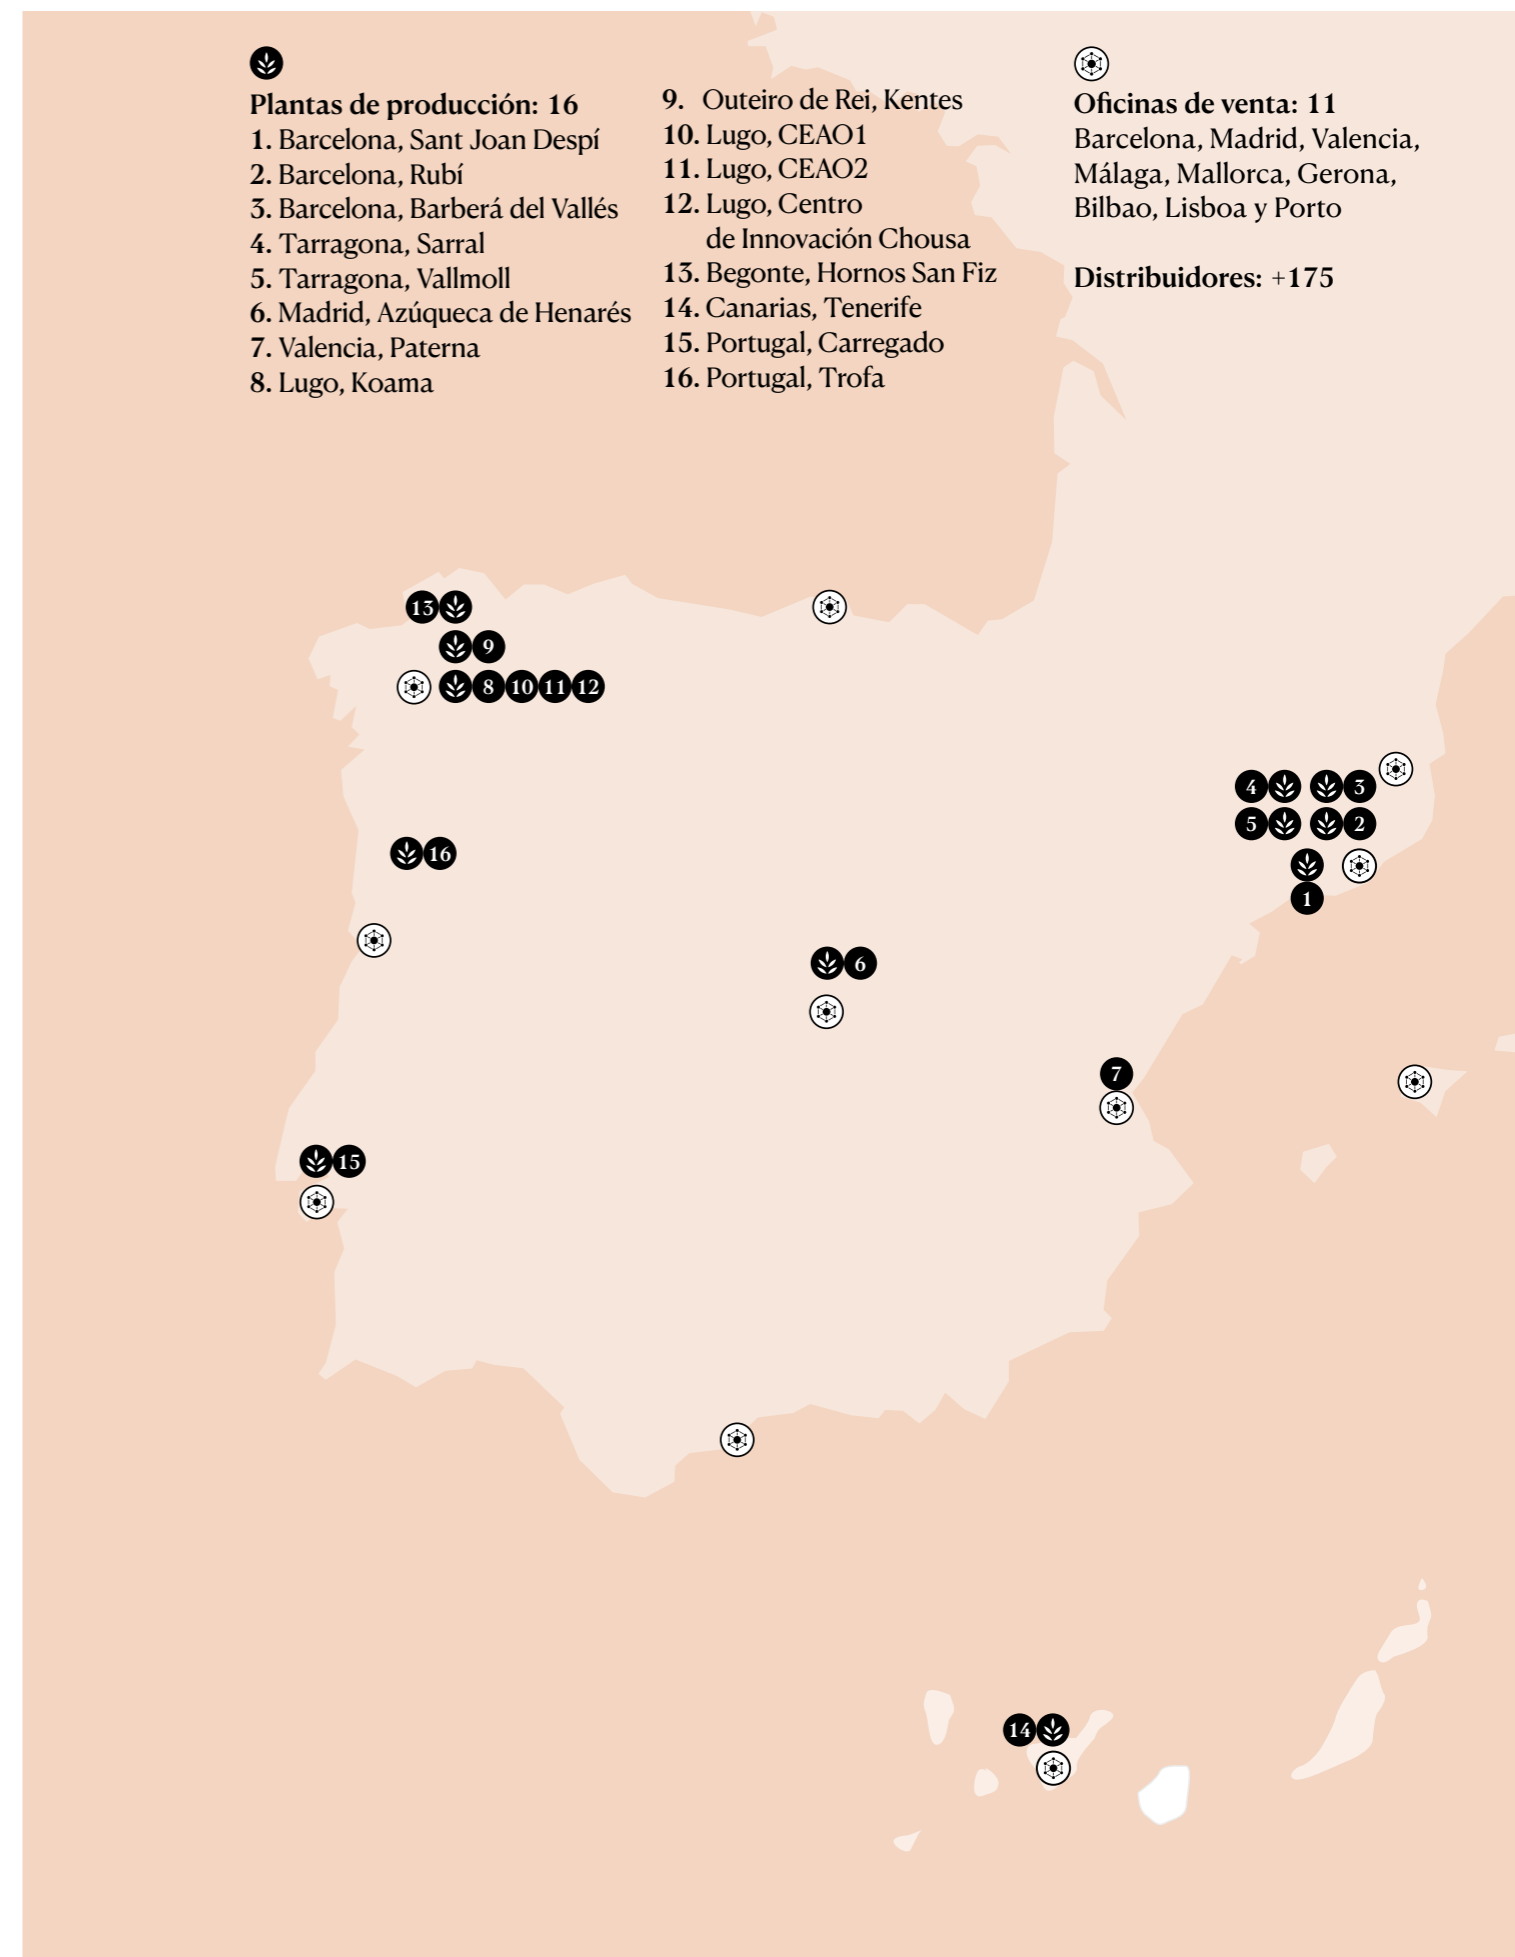 Plantas de producción: 16
1. Barcelona, Sant Joan Despí
2. Barcelona, Rubí
3. Barcelona, Barberá del Vallés
4. Tarragona, Sarral
5. Tarragona, Vallmoll
6. Madrid, Azúqueca de Henarés
7. Valencia, Paterna
8. Lugo, Koama
9. Outeiro de Rei, Kentes
10. Lugo, CEAO1
11. Lugo, CEAO2
12. Lugo, Centro
de Innovación Chousa
13. Begonte, Hornos San Fiz
14. Canarias, Tenerife
15. Portugal, Carregado
16. Portugal, Trofa
Oficinas de venta: 11
Barcelona, Madrid, Valencia,
Málaga, Mallorca, Gerona,
Bilbao, Lisboa y Porto
Distribuidores: +175
13
9
8 10 11 12
4 3
5 2
1
16
6
7
15
14